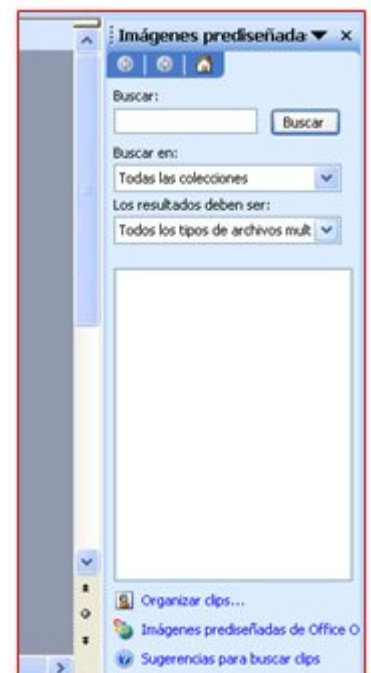 Imágenes prediseñada
Buscar:
Buscar
Buscar en:
Todas las colecciones
Los resultados deben ser:
Todos los tipos de archivos mult
Organizar clips...
Imágenes prediseñadas de Office O
Sugerencias para buscar clips